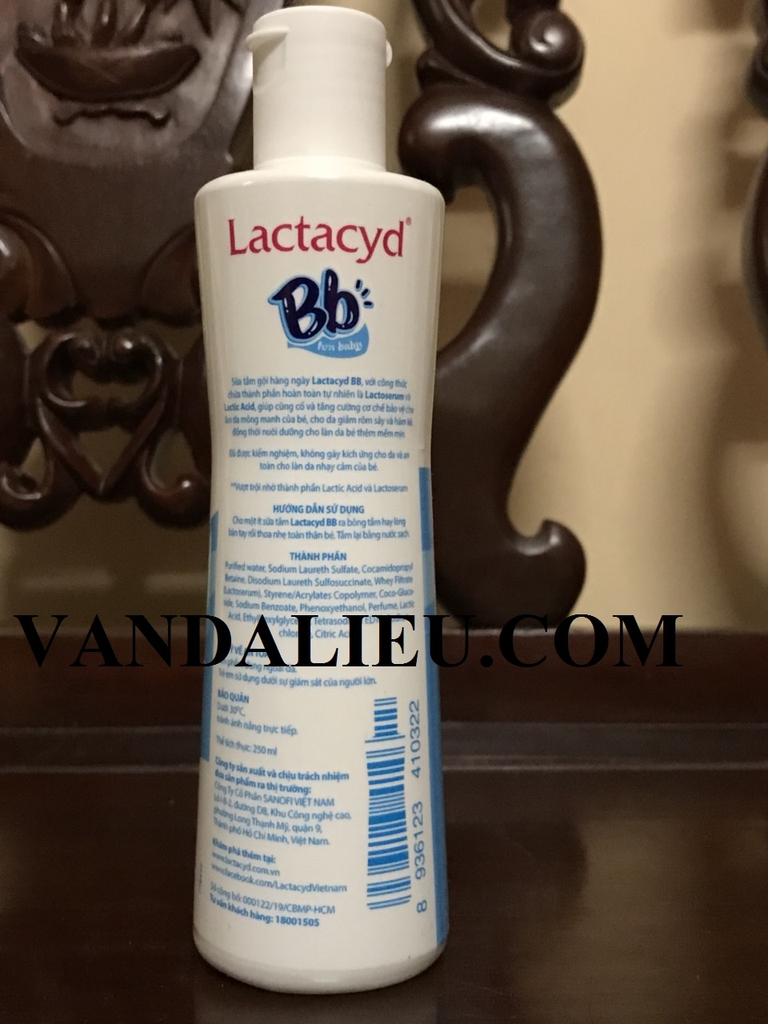 Lactacyd®
Bb
fun baby
Sữa tắm gội hàng ngày Lactacyd BB, với công thức
chứa thành phần hoàn toàn tự nhiên là Lactoserum và
Lactic Acid, giúp củng cố và tăng cường cơ chế bảo vệ cho
làn da mỏng manh của bé, cho da giảm rôm sảy và hăm kẽ,
đồng thời nuôi dưỡng cho làn da bé thêm mềm mịn.
Đã được kiểm nghiệm, không gây kích ứng cho da và an
toàn cho làn da nhạy cảm của bé.
**Vượt trội nhờ thành phần Lactic Acid và Lactoserum
HƯỚNG DẪN SỬ DỤNG
Cho một ít sữa tắm Lactacyd BB ra bông tắm hay lòng
bàn tay rồi thoa nhẹ toàn thân bé. Tắm lại bằng nước sạch.
THÀNH PHẦN
Purified water, Sodium Laureth Sulfate, Cocamidopropyl
Betaine, Disodium Laureth Sulfosuccinate, Whey Filtrate
(Lactoserum), Styrene/Acrylates Copolymer, Coco-Gluco-
side, Sodium Benzoate, Phenoxyethanol, Perfume, Lactic
Acid,
Citric
VANDALIEU.COM
ngoài da.
Trẻ em sử dụng dưới sự giám sát của người lớn.
BẢO QUẢN
Dưới 30°C,
tránh ánh nắng trực tiếp.
Thể tích thực: 250 ml
Công ty sản xuất và chịu trách nhiệm
đưa sản phẩm ra thị trường:
Công Ty Cổ Phần SANOFI VIỆT NAM
Lô I-8-2, đường D8, Khu Công nghệ cao,
phường Long Thạnh Mỹ, quận 9,
Thành phố Hồ Chí Minh, Việt Nam.
Khám phá thêm tại:
www.lactacyd.com.vn
www.facebook.com/LactacydVietnam
Số công bố: 000122/19/CBMP-HCM
Tư vấn khách hàng: 18001505
8 936123 410322